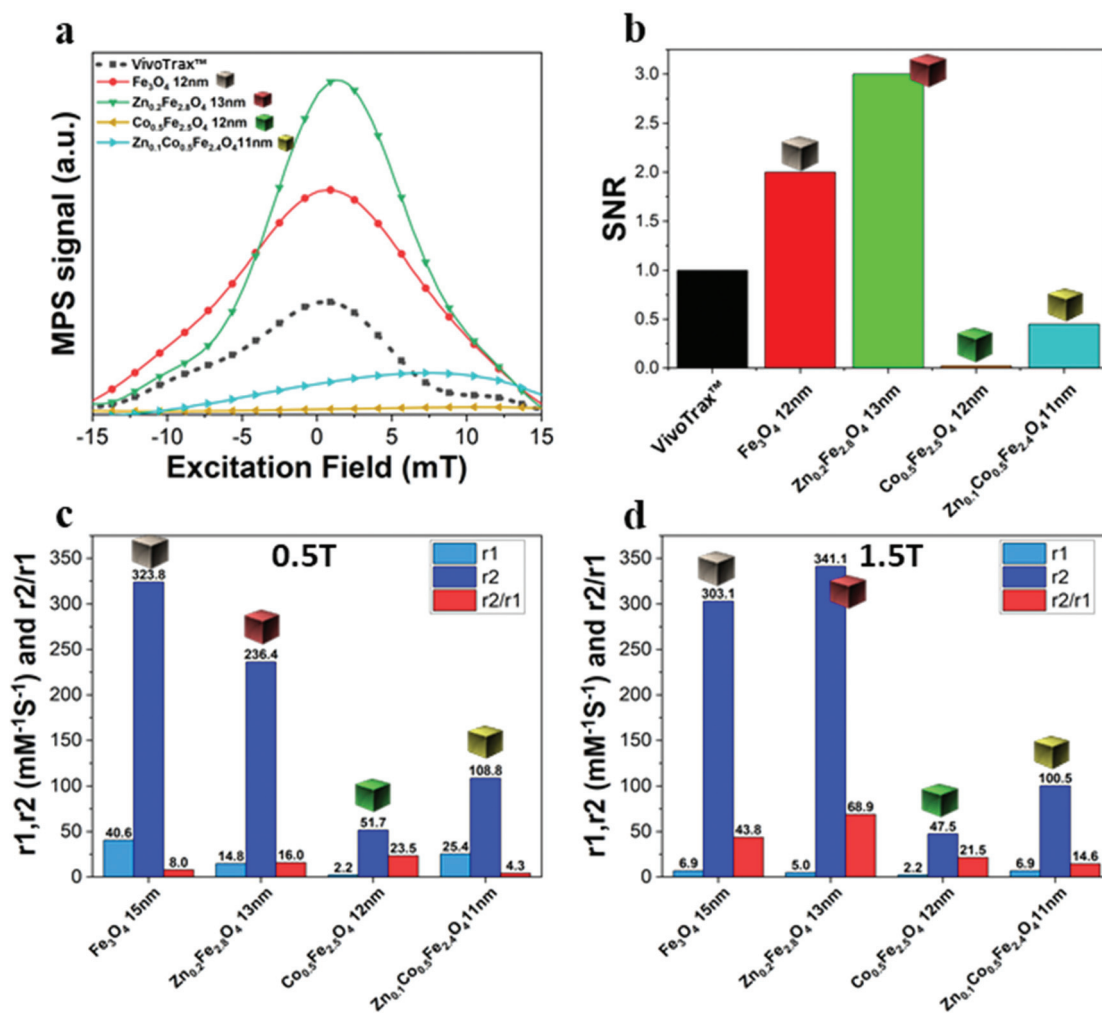 a
VivoTrax™
Fe₃O₄ 12nm
Zn₀.₂Fe₂.₈O₄ 13nm
Co₀.₅Fe₂.₅O₄ 12nm
Zn₀.₁Co₀.₅Fe₂.₄O₄11nm
MPS signal (a.u.)
-15 -10 -5 0 5 10 15
Excitation Field (mT)
b
SNR
3.0
2.5
2.0
1.5
1.0
0.5
0.0
VivoTrax™
Fe₃O₄ 12nm
Zn₀.₂Fe₂.₈O₄ 13nm
Co₀.₅Fe₂.₅O₄ 12nm
Zn₀.₁Co₀.₅Fe₂.₄O₄11nm
c
0.5T
r1
r2
r2/r1
r1,r2 (mM⁻¹S⁻¹) and r2/r1
350
300
250
200
150
100
50
0
40.6 323.8 8.0
14.8 236.4 16.0
2.2 51.7 23.5
25.4 108.8 4.3
Fe₃O₄ 15nm
Zn₀.₂Fe₂.₈O₄ 13nm
Co₀.₅Fe₂.₅O₄ 12nm
Zn₀.₁Co₀.₅Fe₂.₄O₄11nm
d
1.5T
r1
r2
r2/r1
r1,r2 (mM⁻¹S⁻¹) and r2/r1
350
300
250
200
150
100
50
0
6.9 303.1 43.8
5.0 341.1 68.9
2.2 47.5 21.5
6.9 100.5 14.6
Fe₃O₄ 15nm
Zn₀.₂Fe₂.₈O₄ 13nm
Co₀.₅Fe₂.₅O₄ 12nm
Zn₀.₁Co₀.₅Fe₂.₄O₄11nm